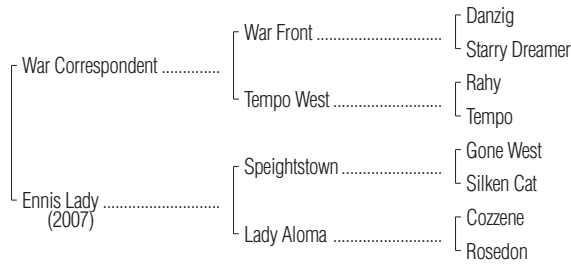 Danzig
War Front ..............................
Starry Dreamer
War Correspondent ..............
Rahy
Tempo West ..........................
Tempo
Gone West
Speightstown ........................
Silken Cat
Ennis Lady ............................
(2007)
Cozzene
Lady Aloma ..........................
Rosedon